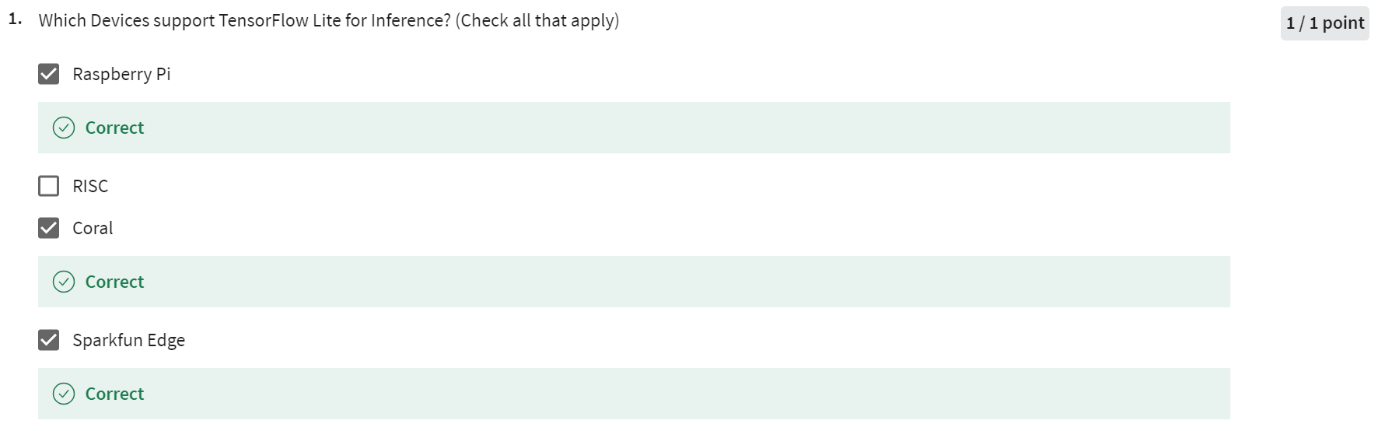 1. Which Devices support TensorFlow Lite for Inference? (Check all that apply)
1 / 1 point
Raspberry Pi
Correct
RISC
Coral
Correct
Sparkfun Edge
Correct